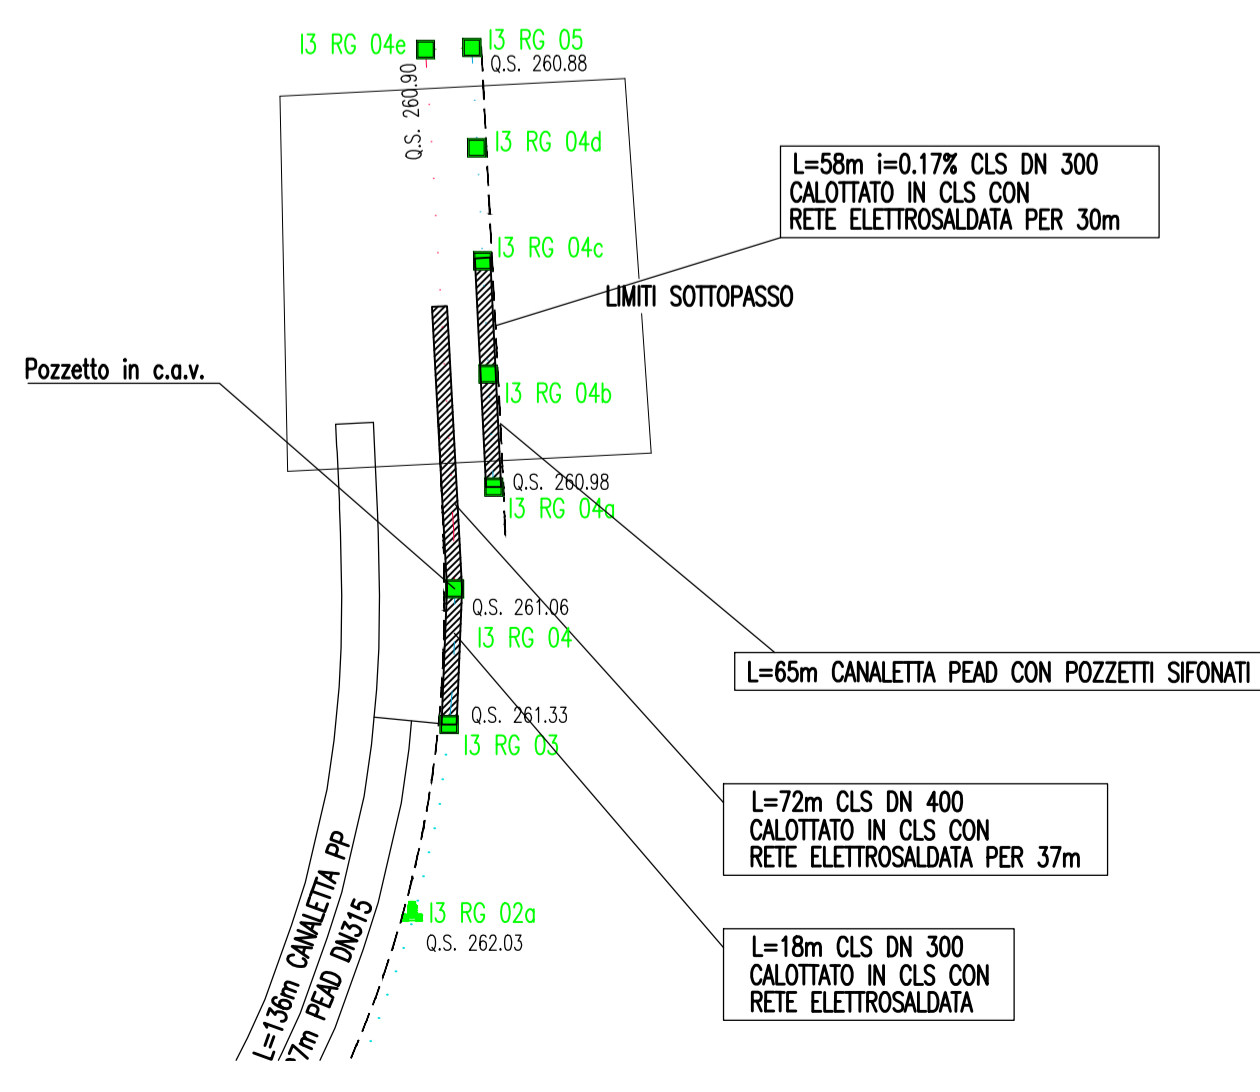 I3 RG 04e
I3 RG 05
Q.S. 260.88
Q.S. 260.90
I3 RG 04d
L=58m i=0.17% CLS DN 300
CALOTTATO IN CLS CON
RETE ELETTROSALDATA PER 30m
I3 RG 04c
LIMITI SOTTOPASSO
Pozzetto in c.a.v.
I3 RG 04b
Q.S. 260.98
I3 RG 04a
Q.S. 261.06
I3 RG 04
L=65m CANALETTA PEAD CON POZZETTI SIFONATI
Q.S. 261.33
I3 RG 03
L=72m CLS DN 400
CALOTTATO IN CLS CON
RETE ELETTROSALDATA PER 37m
L=136m CANALETTA PP
PEAD DN315
I3 RG 02a
Q.S. 262.03
L=18m CLS DN 300
CALOTTATO IN CLS CON
RETE ELETTROSALDATA